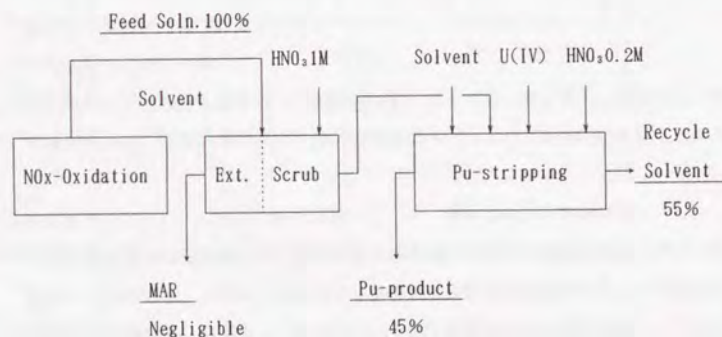 Feed Soln.100%
HNO₃1M
Solvent U(IV) HNO₃0.2M
Solvent
Recycle
NOx-Oxidation
Ext. Scrub
Pu-stripping
Solvent
55%
MAR
Pu-product
Negligible
45%